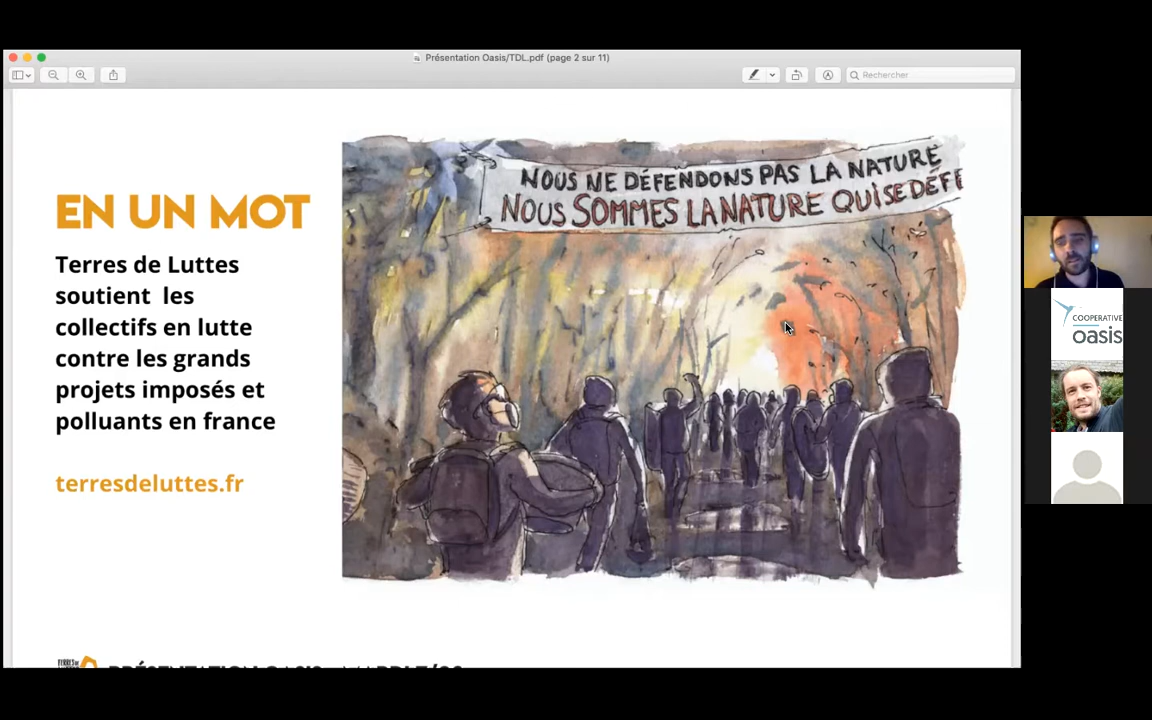 Présentation Oasis/TDL.pdf (page 2 sur 11)
Rechercher
NOUS NE DÉFENDONS PAS LA NATURE
NOUS SOMMES LA NATURE QUI SE DÉFE
EN UN MOT
Terres de Luttes
soutient les
collectifs en lutte
contre les grands
projets imposés et
polluants en france
terresdeluttes.fr
COOPERATIVE
oasis